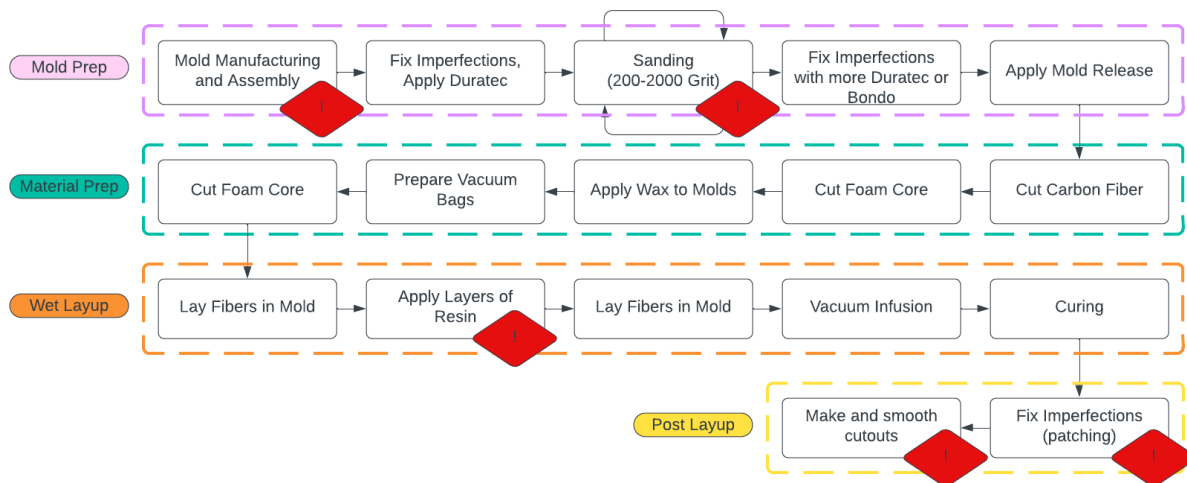 Mold Prep
Mold Manufacturing
and Assembly
!
Fix Imperfections,
Apply Duratec
Sanding
(200-2000 Grit)
!
Fix Imperfections
with more Duratec or
Bondo
Apply Mold Release
Material Prep
Cut Foam Core
Prepare Vacuum
Bags
Apply Wax to Molds
Cut Foam Core
Cut Carbon Fiber
Wet Layup
Lay Fibers in Mold
Apply Layers of
Resin
!
Lay Fibers in Mold
Vacuum Infusion
Curing
Post Layup
Make and smooth
cutouts
!
Fix Imperfections
(patching)
!